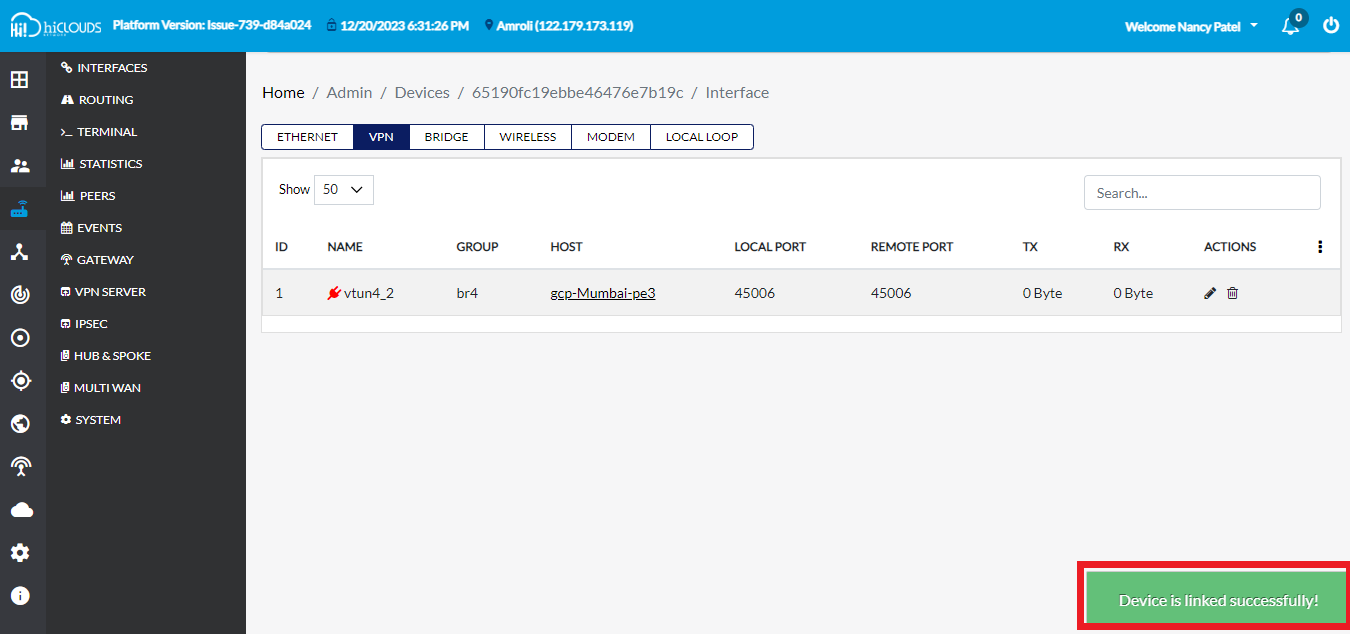 hiCLOUDS
NETWORK
Platform Version: Issue-739-d84a024
12/20/2023 6:31:26 PM
Amroli (122.179.173.119)
Welcome Nancy Patel
0
INTERFACES
ROUTING
TERMINAL
STATISTICS
PEERS
EVENTS
GATEWAY
VPN SERVER
IPSEC
HUB & SPOKE
MULTI WAN
SYSTEM
Home / Admin / Devices / 65190fc19ebbe46476e7b19c / Interface
ETHERNET VPN BRIDGE WIRELESS MODEM LOCAL LOOP
Show 50
Search...
ID NAME GROUP HOST LOCAL PORT REMOTE PORT TX RX ACTIONS
1 vtun4_2 br4 gcp-Mumbai-pe3 45006 45006 0 Byte 0 Byte
Device is linked successfully!